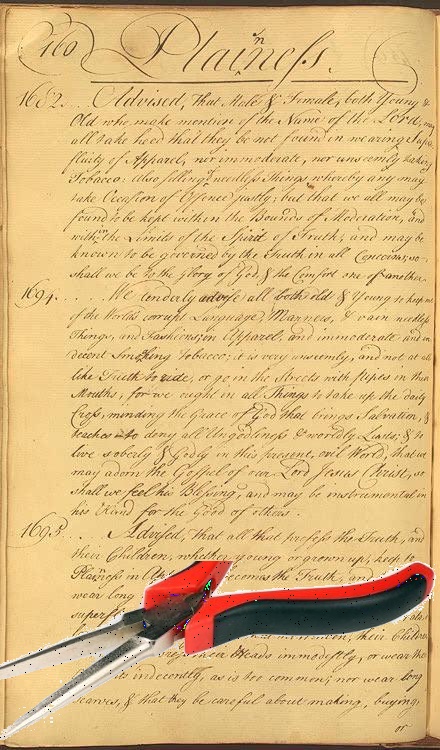 160 Plainness.
1682... Advised, That Male & Female, both Young &
Old who make mention of the Name of the Lord, may
all take heed that they be not found in wearing Supe
fluity of Apparel, nor immoderate, nor unseemly taking
Tobacco: Also selling needless Things whereby any may
take Occasion of Offence justly; but that we all may be
found to be kept within the Bounds of Moderation, and
within the Limits of the Spirit of Truth; and may be
known to be governed by the Truth in all Concerns, so
shall we be to the Glory of God, & the Comfort one of another.
1694..... We tenderly advise all both old & Young to keep out
of the World's corrupt Language, Manners, & vain needless
Things, and Fashions, in Apparel; and immoderate and in
decent Smoking Tobacco; it is very unseemly, and not at all
like Truth to ride, or go in the Streets with pipes in their
Mouths; for we ought in all Things to take up the daily
Cross, minding the Grace of God that brings Salvation, &
teaches to deny all Ungodliness & worldly Lusts, & to
live soberly & Godly in this present, evil World, that we
may adorn the Gospel of our Lord Jesus Christ, so
shall we feel his Blessing, and may be instrumental in
his Hand for the Good of others.
1695. Advised, That all that profess the Truth, and
their Children, whether young or grown up, keep to
Plainness in becomes the Truth, and
wear long
their Children
their Heads immodestly, or wear their
indecently, as is too common; nor wear long
Scarves, & that they be careful about making, buying,
or